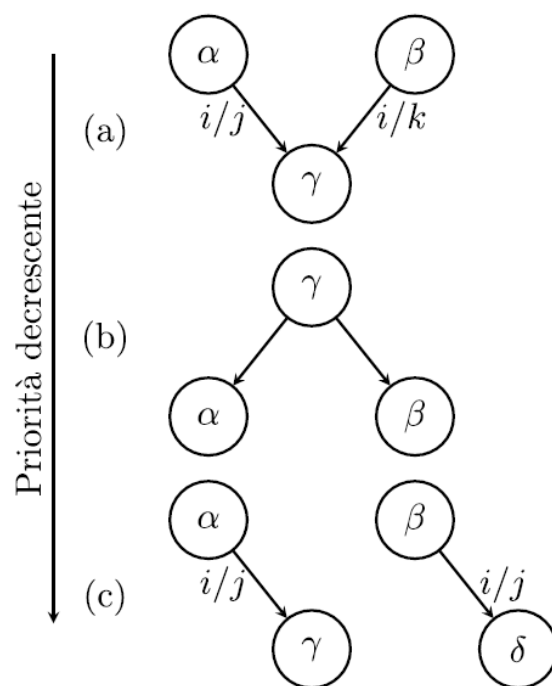 Priorità decrescente
(a)
α
β
i/j
i/k
γ
(b)
γ
α
β
(c)
α
β
i/j
i/j
γ
δ